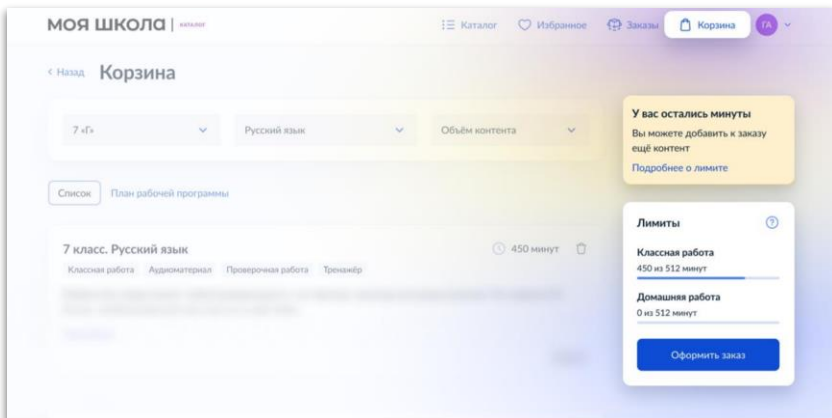 МОЯ ШКОЛА | КАТАЛОГ
Каталог
Избранное
Заказы
Корзина
ГА
< Назад
Корзина
7 «Г»
Русский язык
Объём контента
Список
План рабочей программы
7 класс. Русский язык
450 минут
Классная работа
Аудиоматериал
Проверочная работа
Тренажёр
У вас остались минуты
Вы можете добавить к заказу
ещё контент
Подробнее о лимите
Лимиты
?
Классная работа
450 из 512 минут
Домашняя работа
0 из 512 минут
Оформить заказ